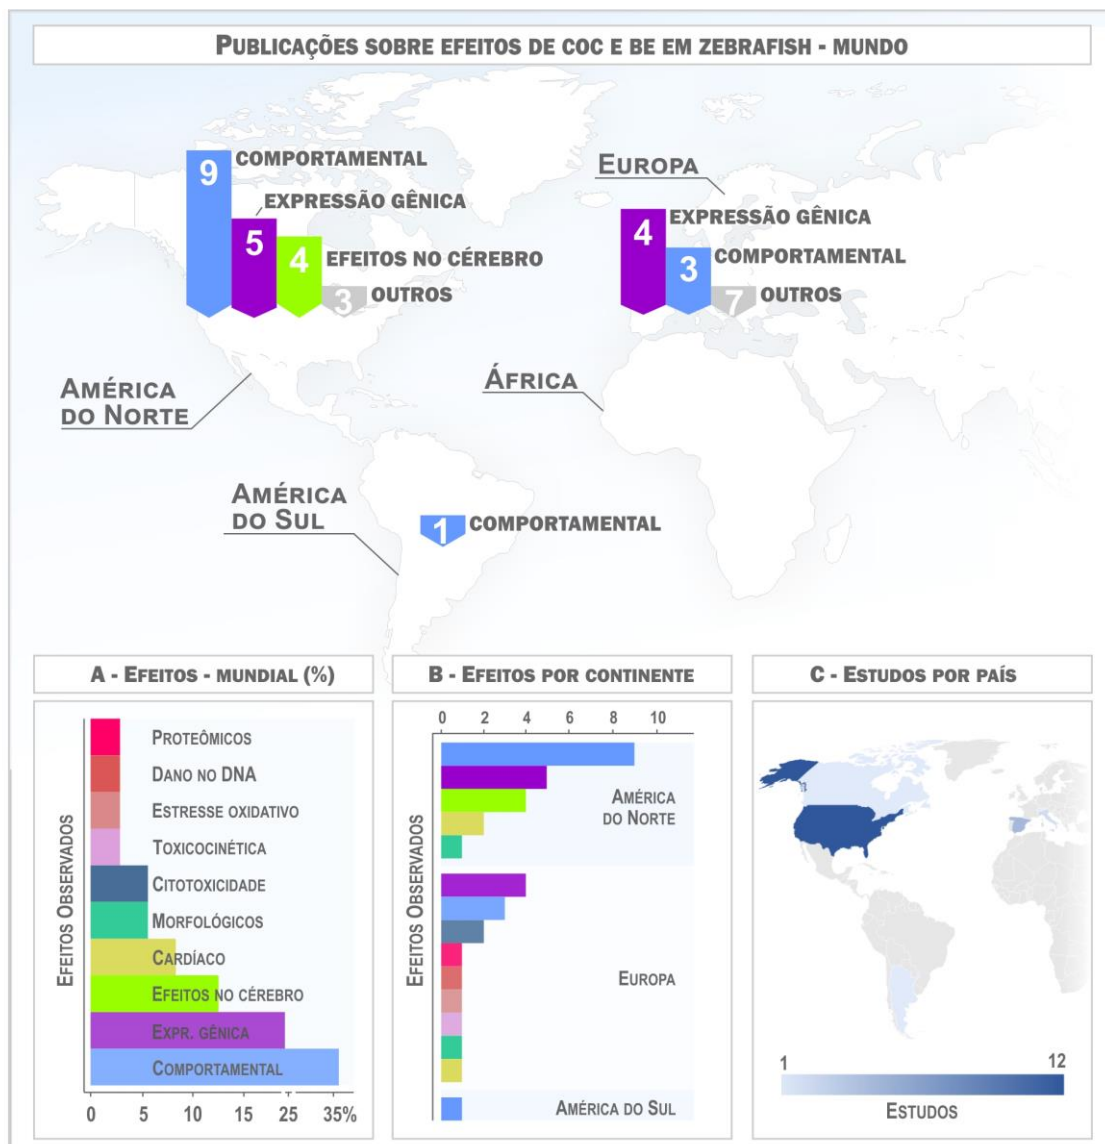 PUBLICAÇÕES SOBRE EFEITOS DE COC E BE EM ZEBRAFISH - MUNDO
9 COMPORTAMENTAL
5 EXPRESSÃO GÊNICA
4 EFEITOS NO CÉREBRO
3 OUTROS
EUROPA
4 EXPRESSÃO GÊNICA
3 COMPORTAMENTAL
7 OUTROS
AMÉRICA
DO NORTE
ÁFRICA
AMÉRICA
DO SUL
1 COMPORTAMENTAL
A - EFEITOS - MUNDIAL (%)
EFEITOS OBSERVADOS
PROTEÔMICOS
DANO NO DNA
ESTRESSE OXIDATIVO
TOXICOCINÉTICA
CITOTOXICIDADE
MORFOLÓGICOS
CARDÍACO
EFEITOS NO CÉREBRO
EXPR. GÊNICA
COMPORTAMENTAL
0 5 10 15 25 35%
B - EFEITOS POR CONTINENTE
0 2 4 6 8 10
EFEITOS OBSERVADOS
AMÉRICA
DO NORTE
EUROPA
AMÉRICA DO SUL
C - ESTUDOS POR PAÍS
1 12
ESTUDOS